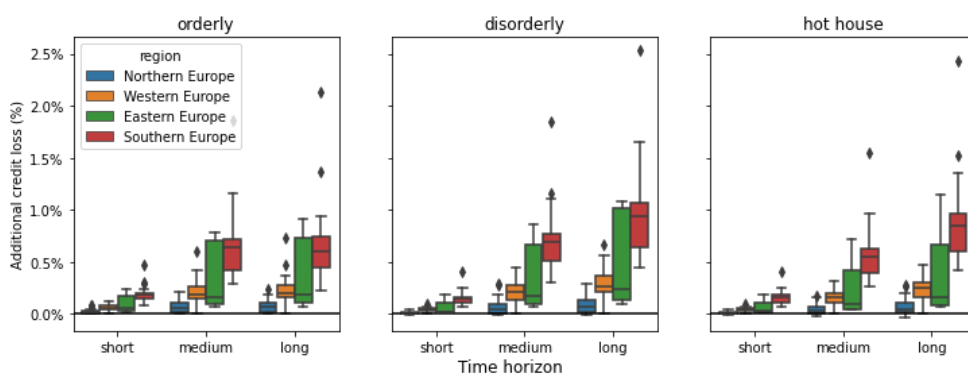 orderly
disorderly
hot house
Additional credit loss (%)
2.5%
2.0%
1.5%
1.0%
0.5%
0.0%
region
Northern Europe
Western Europe
Eastern Europe
Southern Europe
short
medium
long
short
medium
long
short
medium
long
Time horizon